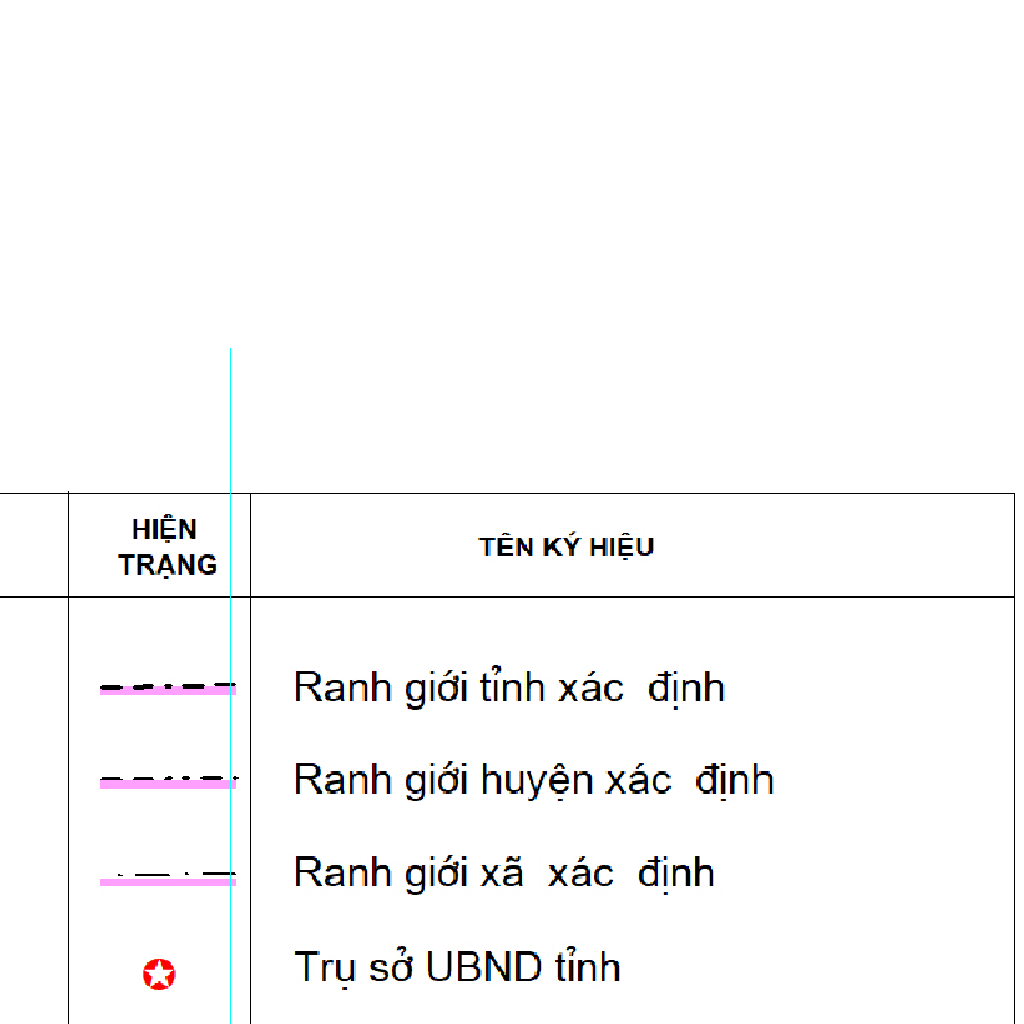 HIỆN
TRẠNG
TÊN KÝ HIỆU
Ranh giới tỉnh xác định
Ranh giới huyện xác định
Ranh giới xã xác định
Trụ sở UBND tỉnh